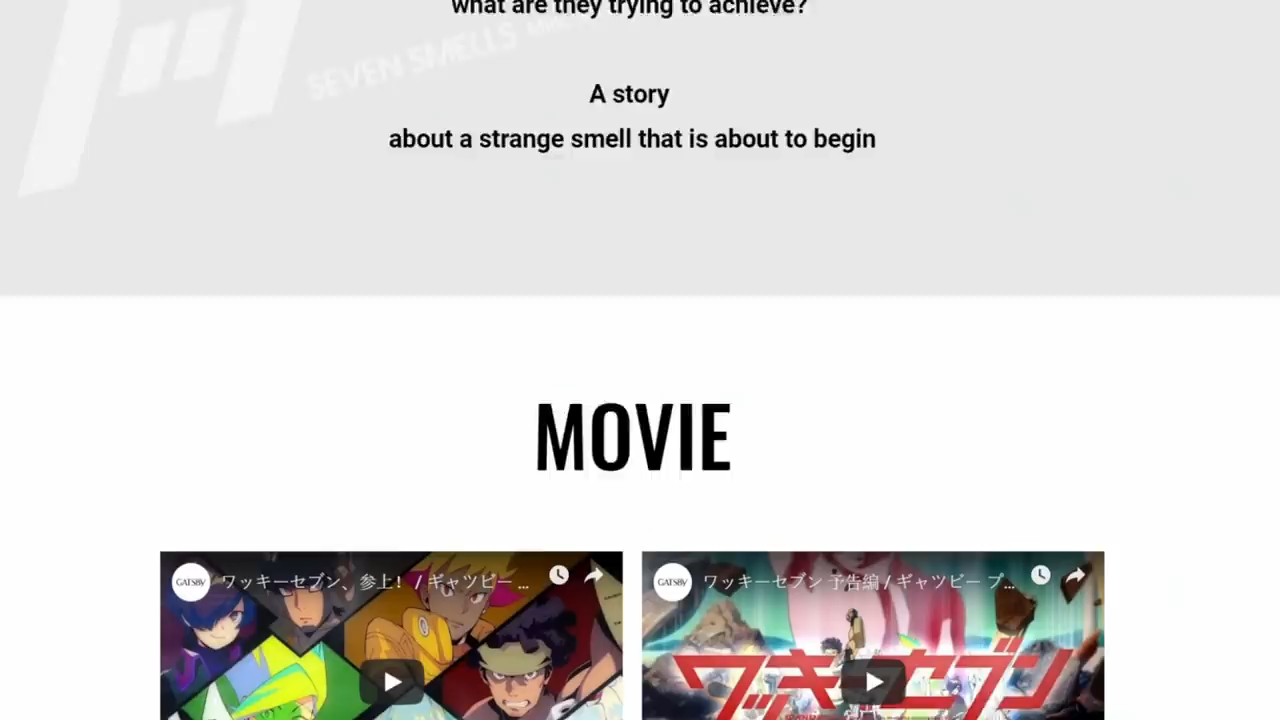 what are they trying to achieve?
SEVEN SMELLS
A story
about a strange smell that is about to begin
MOVIE
GATSBY ワッキーセブン、参上! / ギャツビー ...
GATSBY ワッキーセブン 予告編 / ギャツビー プ...
ワッキーセブン